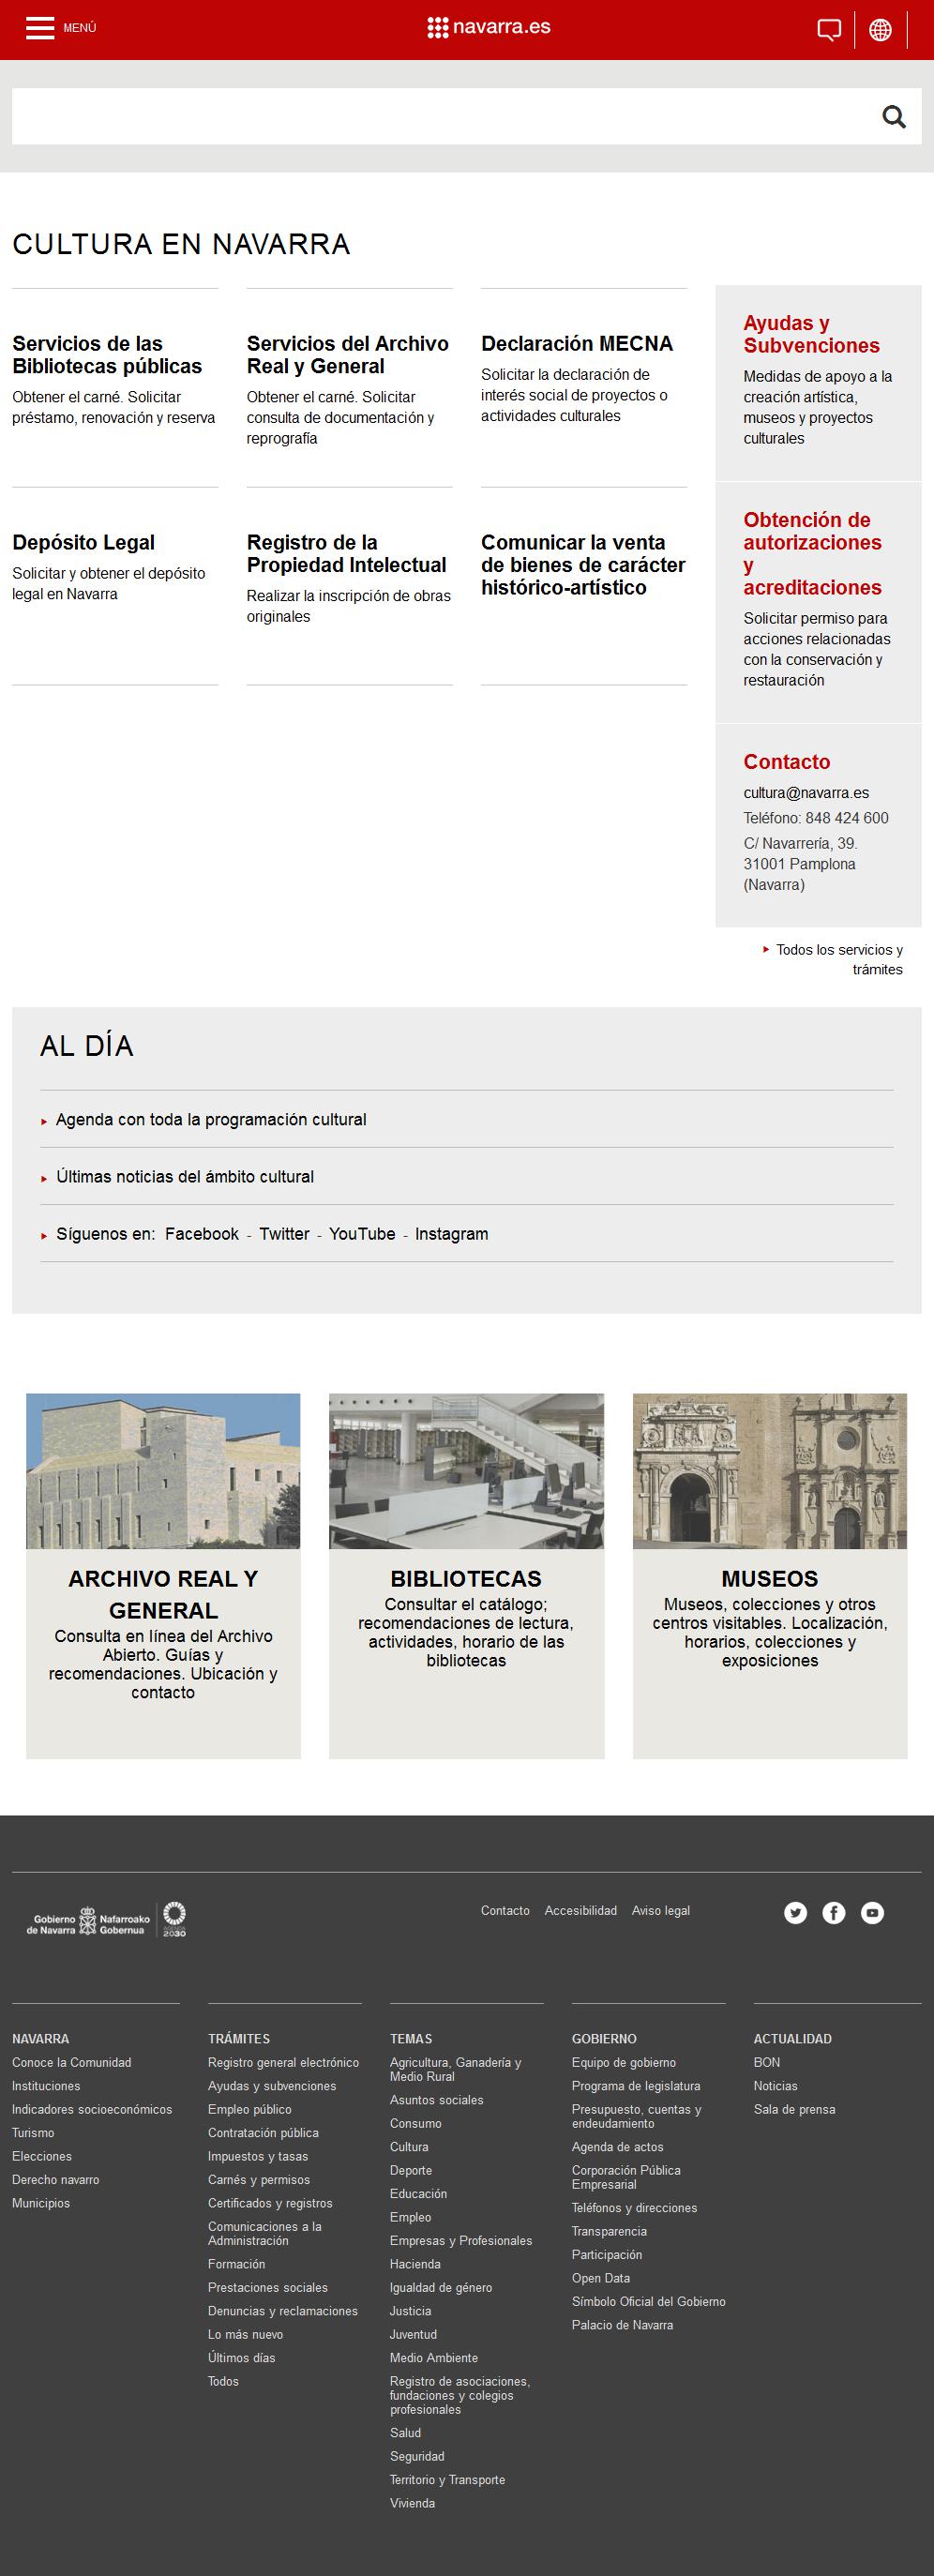 MENÚ
navarra.es
CULTURA EN NAVARRA
Servicios de las
Bibliotecas públicas
Obtener el carné. Solicitar
préstamo, renovación y reserva
Servicios del Archivo
Real y General
Obtener el carné. Solicitar
consulta de documentación y
reprografía
Declaración MECNA
Solicitar la declaración de
interés social de proyectos o
actividades culturales
Depósito Legal
Solicitar y obtener el depósito
legal en Navarra
Registro de la
Propiedad Intelectual
Realizar la inscripción de obras
originales
Comunicar la venta
de bienes de carácter
histórico-artístico
Ayudas y
Subvenciones
Medidas de apoyo a la
creación artística,
museos y proyectos
culturales
Obtención de
autorizaciones
y
acreditaciones
Solicitar permiso para
acciones relacionadas
con la conservación y
restauración
Contacto
cultura@navarra.es
Teléfono: 848 424 600
C/ Navarrería, 39.
31001 Pamplona
(Navarra)
Todos los servicios y
trámites
AL DÍA
Agenda con toda la programación cultural
Últimas noticias del ámbito cultural
Síguenos en: Facebook - Twitter - YouTube - Instagram
ARCHIVO REAL Y
GENERAL
Consulta en línea del Archivo
Abierto. Guías y
recomendaciones. Ubicación y
contacto
BIBLIOTECAS
Consultar el catálogo;
recomendaciones de lectura,
actividades, horario de las
bibliotecas
MUSEOS
Museos, colecciones y otros
centros visitables. Localización,
horarios, colecciones y
exposiciones
Gobierno
de Navarra
Nafarroako
Gobernua
AGENDA
2030
Contacto Accesibilidad Aviso legal
NAVARRA
Conoce la Comunidad
Instituciones
Indicadores socioeconómicos
Turismo
Elecciones
Derecho navarro
Municipios
TRÁMITES
Registro general electrónico
Ayudas y subvenciones
Empleo público
Contratación pública
Impuestos y tasas
Carnés y permisos
Certificados y registros
Comunicaciones a la
Administración
Formación
Prestaciones sociales
Denuncias y reclamaciones
Lo más nuevo
Últimos días
Todos
TEMAS
Agricultura, Ganadería y
Medio Rural
Asuntos sociales
Consumo
Cultura
Deporte
Educación
Empleo
Empresas y Profesionales
Hacienda
Igualdad de género
Justicia
Juventud
Medio Ambiente
Registro de asociaciones,
fundaciones y colegios
profesionales
Salud
Seguridad
Territorio y Transporte
Vivienda
GOBIERNO
Equipo de gobierno
Programa de legislatura
Presupuesto, cuentas y
endeudamiento
Agenda de actos
Corporación Pública
Empresarial
Teléfonos y direcciones
Transparencia
Participación
Open Data
Símbolo Oficial del Gobierno
Palacio de Navarra
ACTUALIDAD
BON
Noticias
Sala de prensa